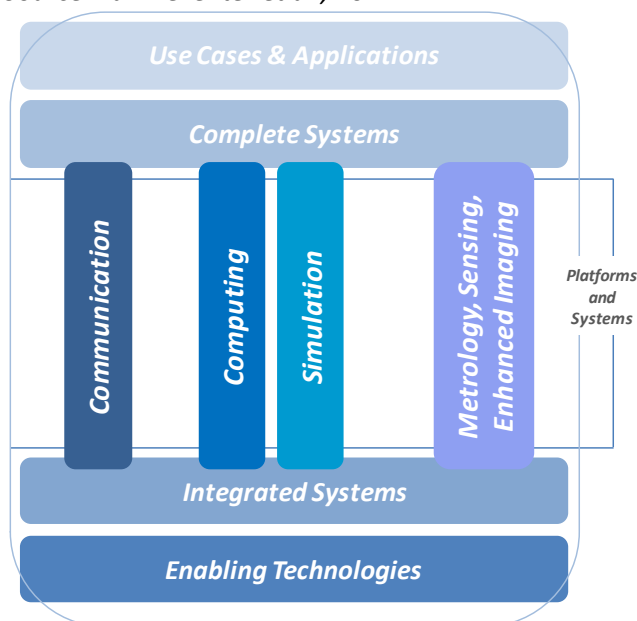 Use Cases & Applications
Complete Systems
Communication
Computing
Simulation
Metrology, Sensing,
Enhanced Imaging
Platforms
and
Systems
Integrated Systems
Enabling Technologies